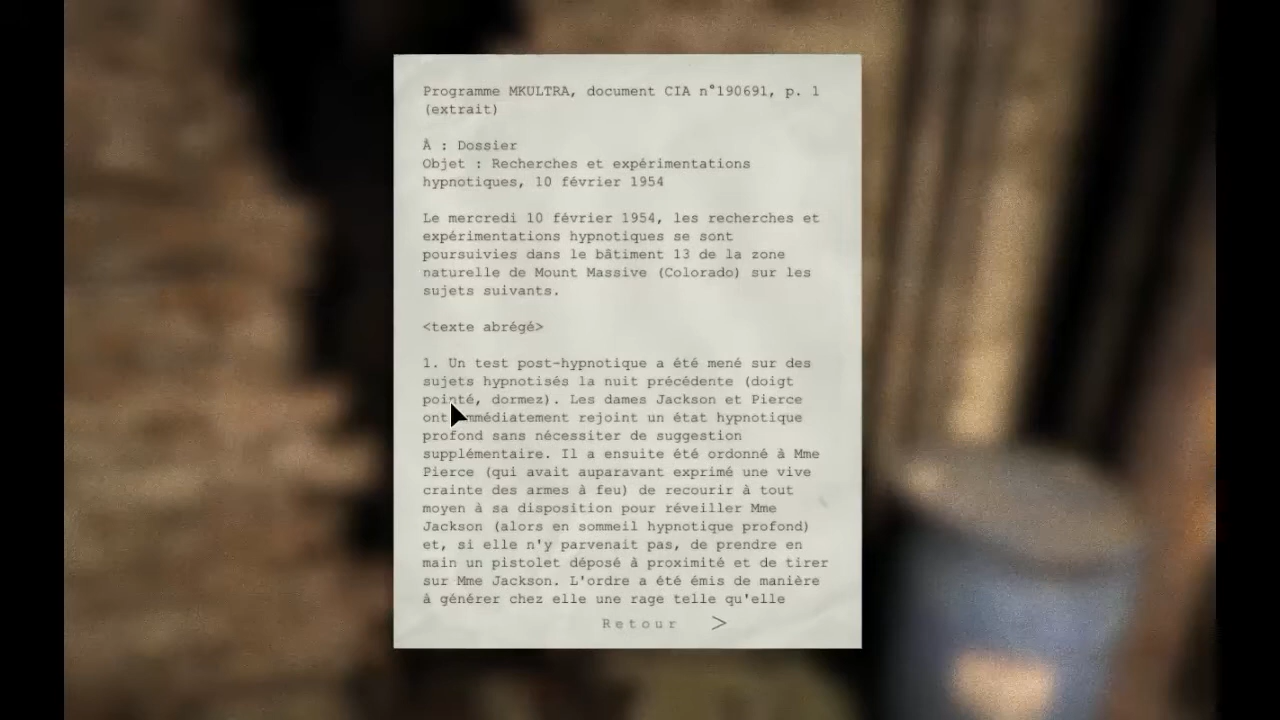 Programme MKULTRA, document CIA n°190691, p. 1
(extrait)
À : Dossier
Objet : Recherches et expérimentations
hypnotiques, 10 février 1954
Le mercredi 10 février 1954, les recherches et
expérimentations hypnotiques se sont
poursuivies dans le bâtiment 13 de la zone
naturelle de Mount Massive (Colorado) sur les
sujets suivants.
<texte abrégé>
1. Un test post-hypnotique a été mené sur des
sujets hypnotisés la nuit précédente (doigt
pointé, dormez). Les dames Jackson et Pierce
ont immédiatement rejoint un état hypnotique
profond sans nécessiter de suggestion
supplémentaire. Il a ensuite été ordonné à Mme
Pierce (qui avait auparavant exprimé une vive
crainte des armes à feu) de recourir à tout
moyen à sa disposition pour réveiller Mme
Jackson (alors en sommeil hypnotique profond)
et, si elle n'y parvenait pas, de prendre en
main un pistolet déposé à proximité et de tirer
sur Mme Jackson. L'ordre a été émis de manière
à générer chez elle une rage telle qu'elle
Retour >